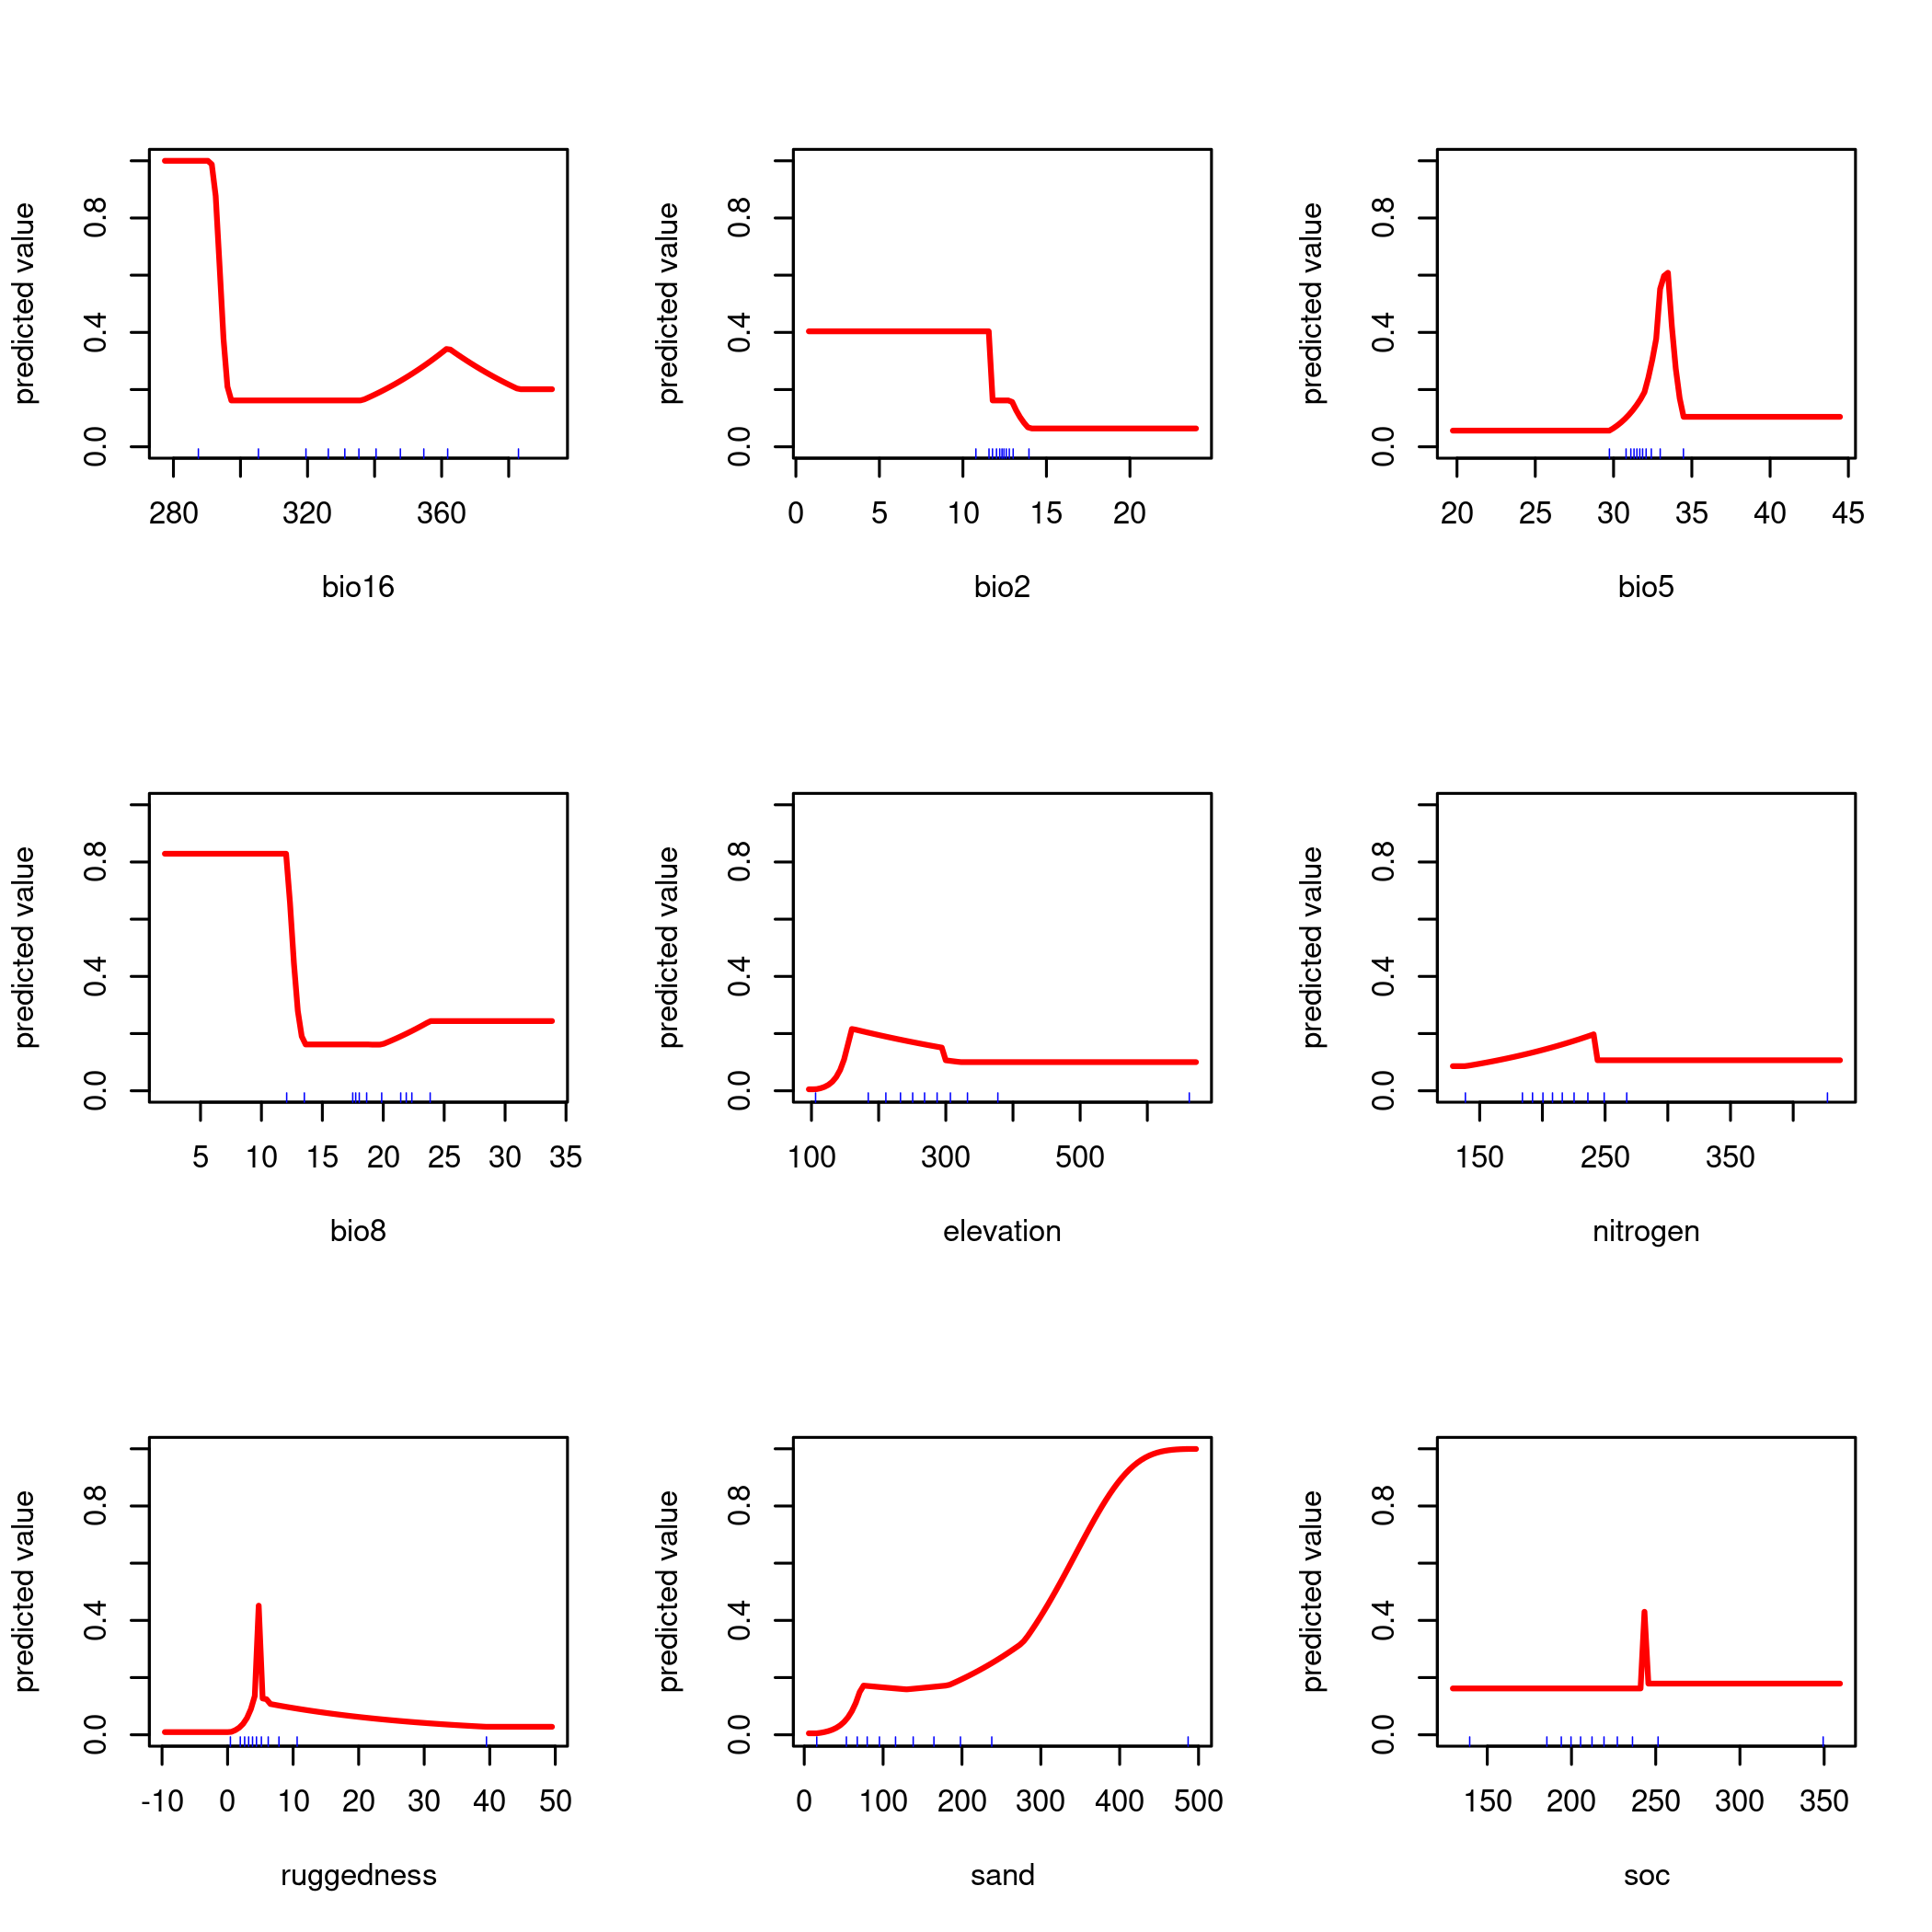 predicted value
0.0 0.4 0.8
280 320 360
bio16
predicted value
0.0 0.4 0.8
0 5 10 15 20
bio2
predicted value
0.0 0.4 0.8
20 25 30 35 40 45
bio5
predicted value
0.0 0.4 0.8
5 10 15 20 25 30 35
bio8
predicted value
0.0 0.4 0.8
100 300 500
elevation
predicted value
0.0 0.4 0.8
150 250 350
nitrogen
predicted value
0.0 0.4 0.8
-10 0 10 20 30 40 50
ruggedness
predicted value
0.0 0.4 0.8
0 100 200 300 400 500
sand
predicted value
0.0 0.4 0.8
150 200 250 300 350
soc